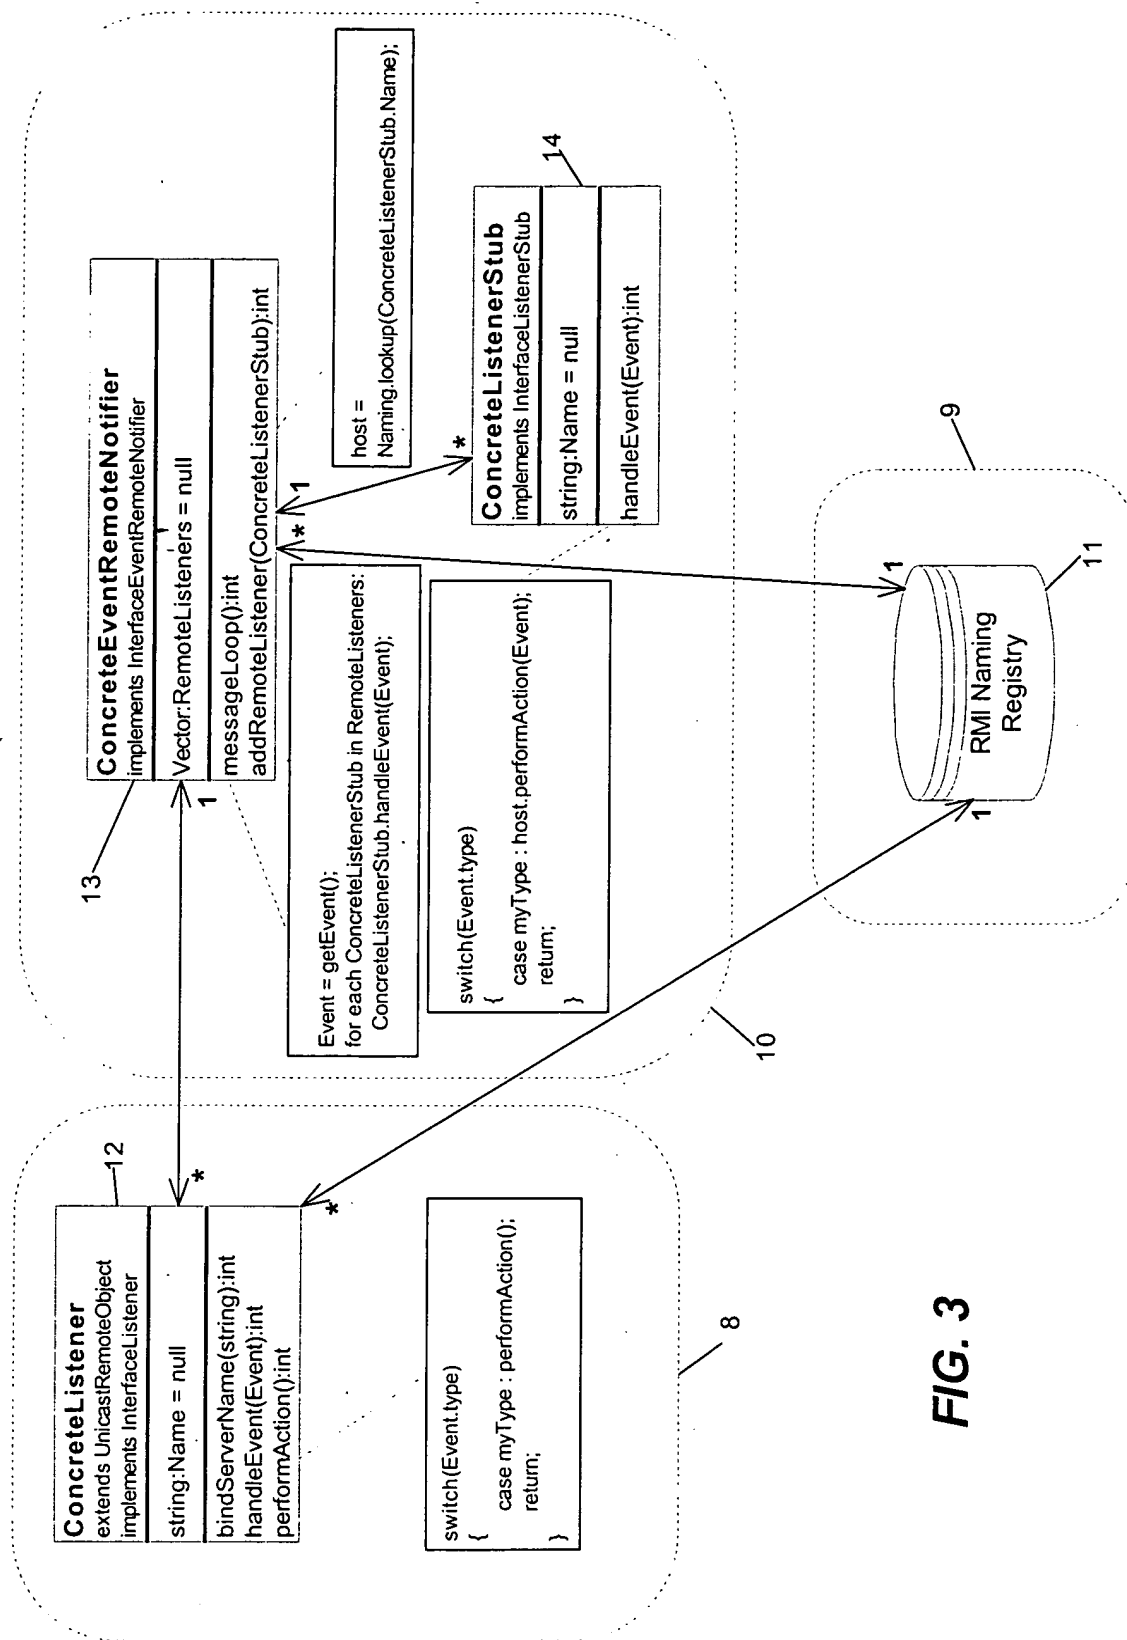 ConcreteListener
extends UnicastRemoteObject
implements InterfaceListener
string:Name = null
bindServerName(string):int
handleEvent(Event):int
performAction():int
12
*
*
switch(Event.type)
{
case myType : performAction();
return;
}
8
ConcreteEventRemoteNotifier
implements InterfaceEventRemoteNotifier
Vector:RemoteListeners = null
messageLoop():int
addRemoteListener(ConcreteListenerStub):int
13
1
*
1
Event = getEvent();
for each ConcreteListenerStub in RemoteListeners:
ConcreteListenerStub.handleEvent(Event);
host =
Naming.lookup(ConcreteListenerStub.Name);
switch(Event.type)
{
case myType : host.performAction(Event);
return;
}
*
ConcreteListenerStub
implements InterfaceListenerStub
string:Name = null
handleEvent(Event):int
14
10
1
1
RMI Naming
Registry
9
11
FIG. 3